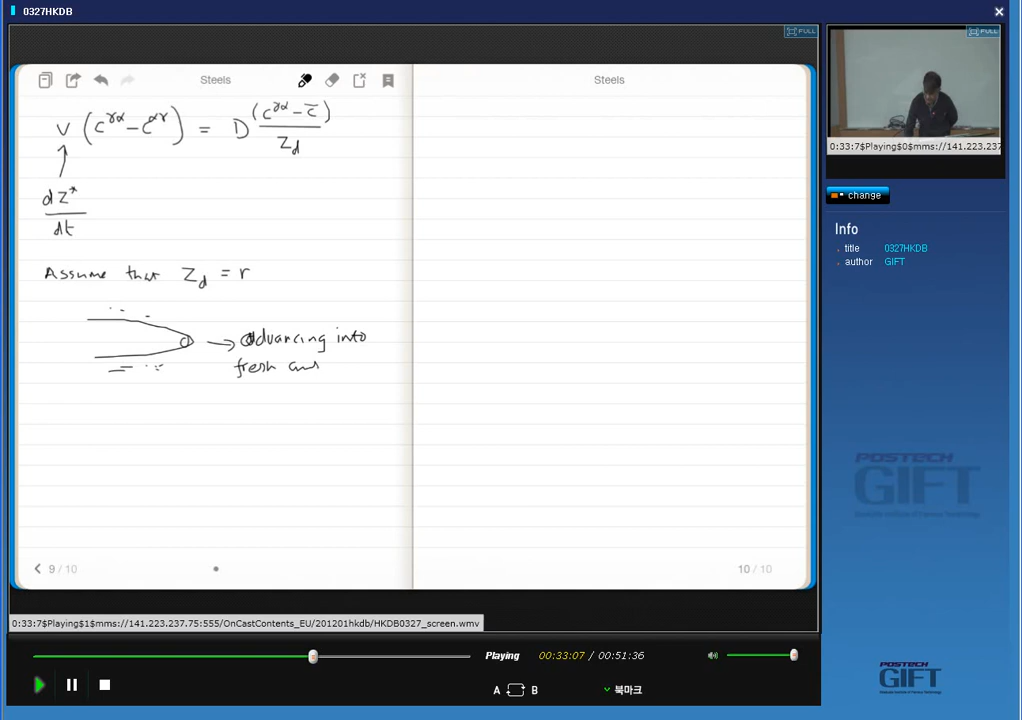 0327HKDB
FULL
Steels
v (c^γα - c^αγ) = D (c^γα - c̅) / Z_d
dZ* / dt
Assume that Z_d = r
advancing into
fresh aus
9 / 10
Steels
10 / 10
0:33:7$Playing$1$mms://141.223.237.75:555/OnCastContents_EU/201201hkdb/HKDB0327_screen.wmv
Playing
00:33:07 / 00:51:36
A B
북마크
FULL
0:33:7$Playing$0$mms://141.223.237
change
Info
title 0327HKDB
author GIFT
POSTECH
GIFT
POSTECH
GIFT